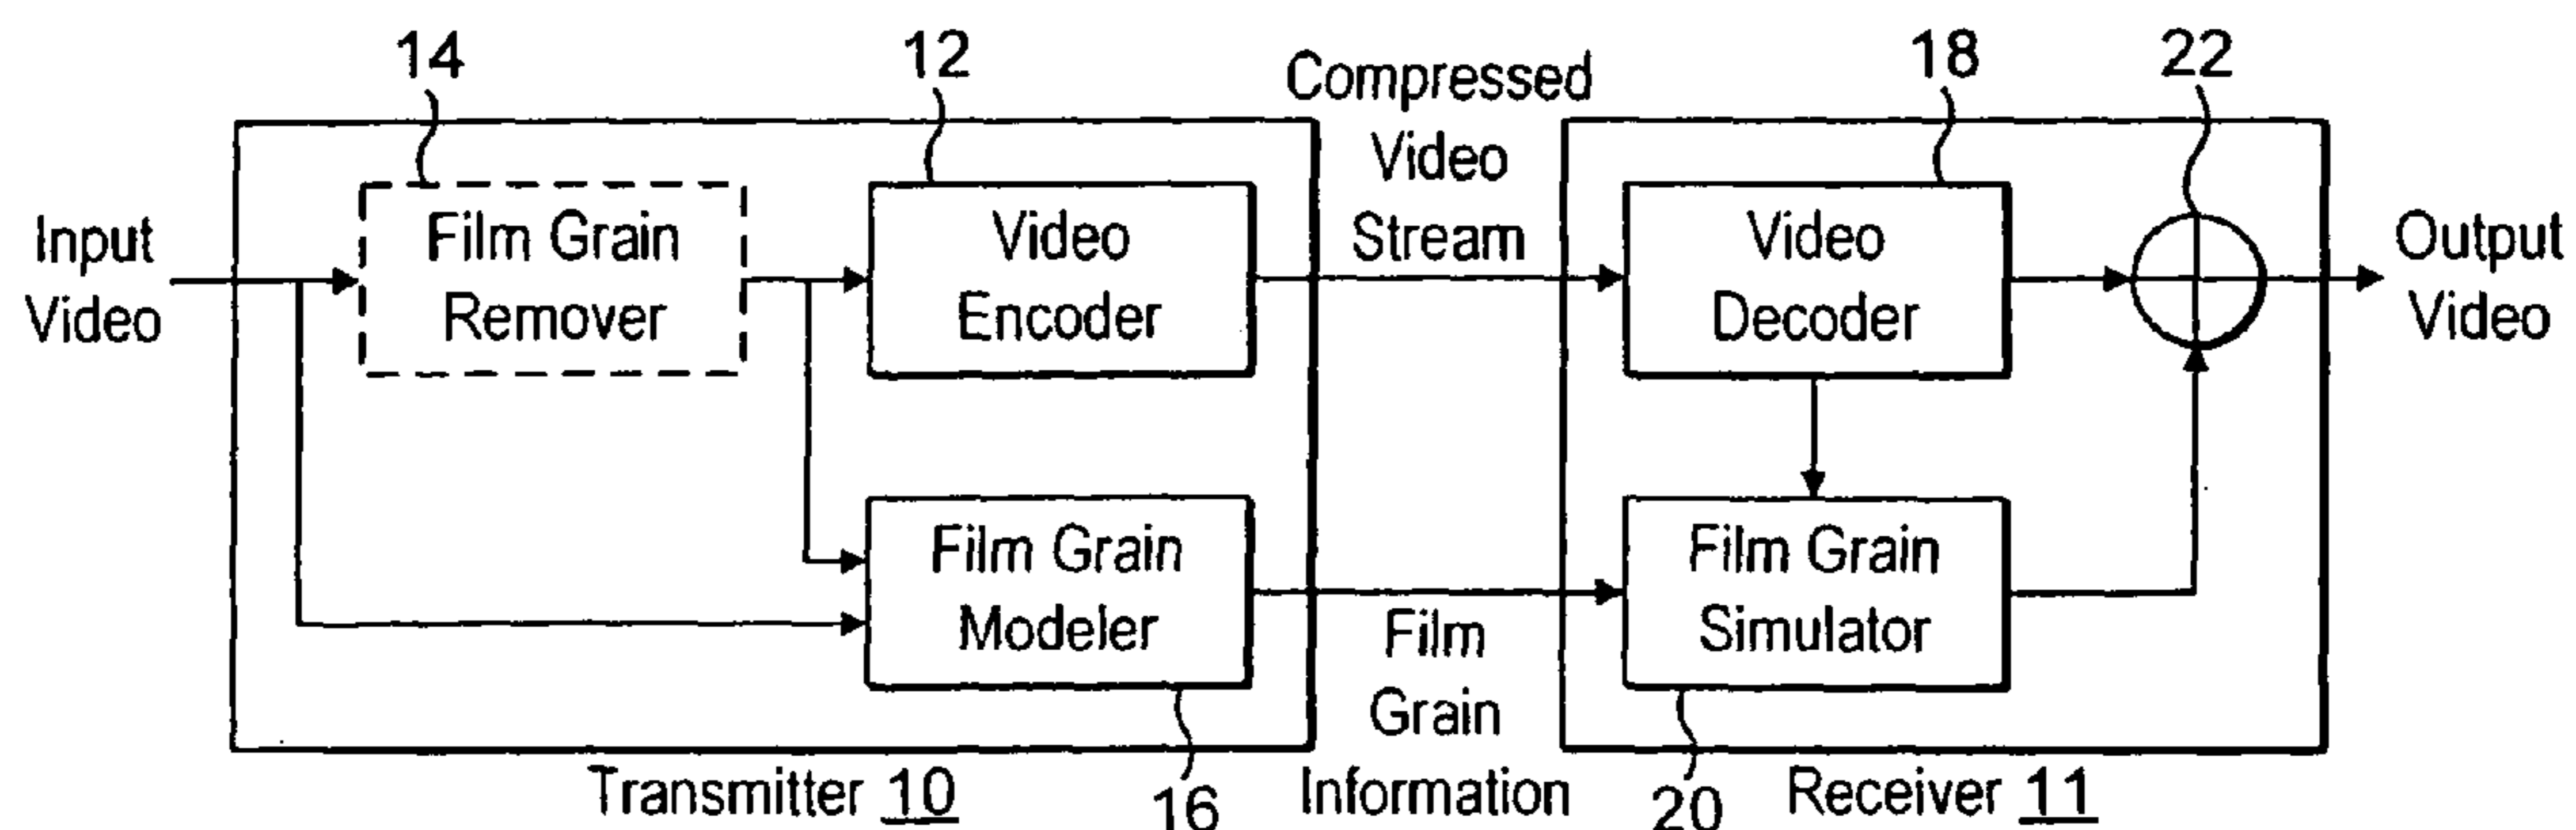 14
12
Compressed
Video
Stream
18
22
Input
Video
Film Grain
Remover
Video
Encoder
Video
Decoder
Output
Video
Film Grain
Modeler
Film
Grain
Information
Film Grain
Simulator
Transmitter 10
16
20
Receiver 11